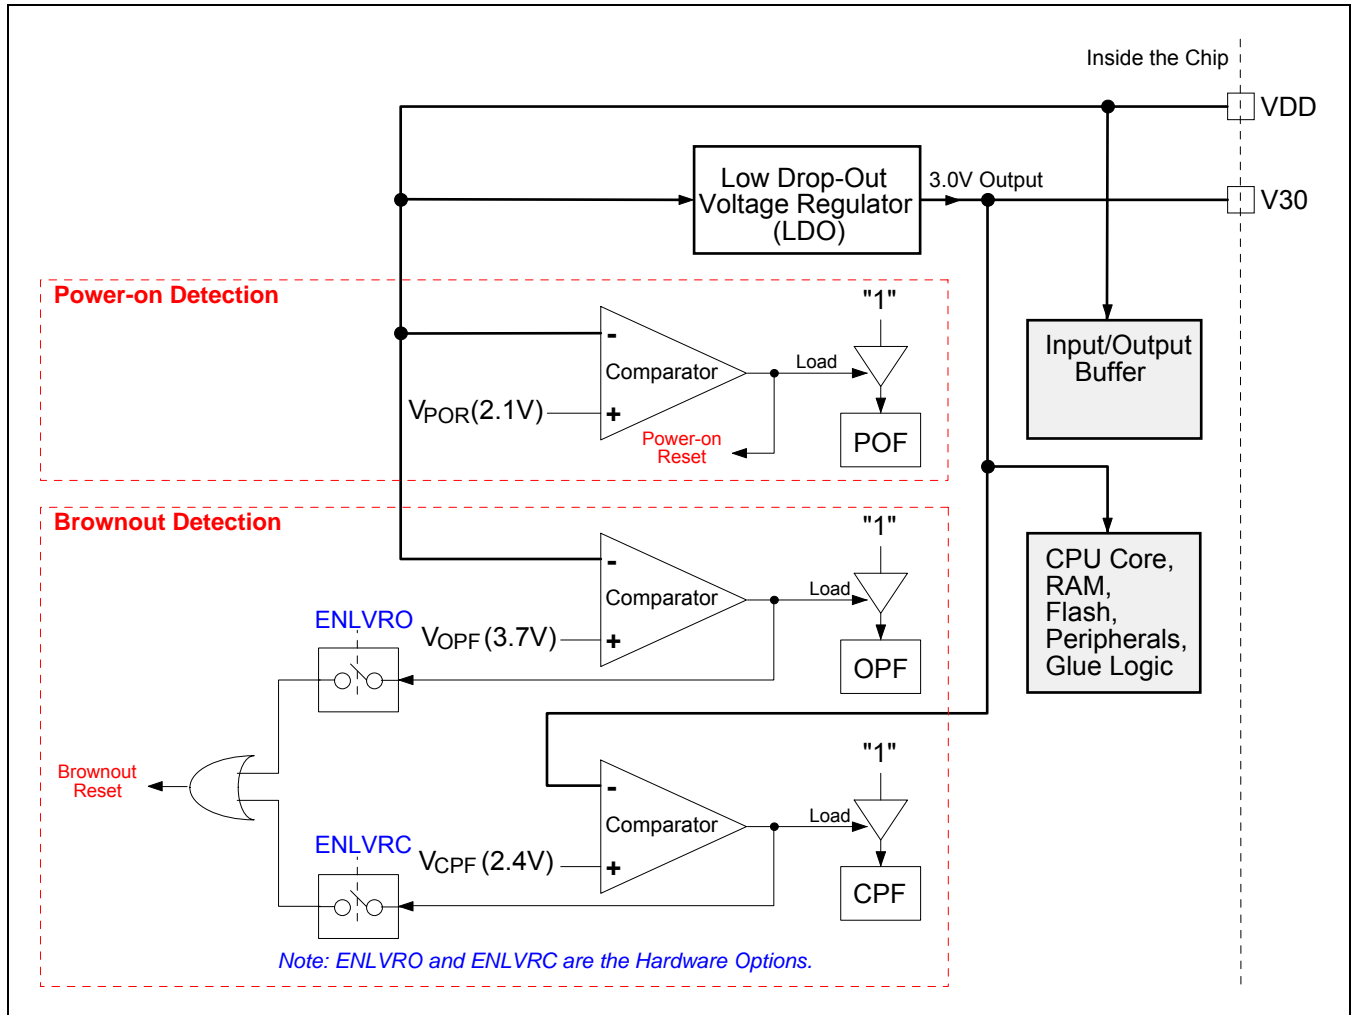 Inside the Chip
VDD
Low Drop-Out
Voltage Regulator
(LDO)
3.0V Output
V30
Power-on Detection
"1"
-
Comparator
+
Load
VPOR(2.1V)
Power-on
Reset
POF
Input/Output
Buffer
Brownout Detection
"1"
-
Comparator
+
Load
ENLVRO
VOPF(3.7V)
OPF
CPU Core,
RAM,
Flash,
Peripherals,
Glue Logic
"1"
-
Comparator
+
Load
Brownout
Reset
ENLVRC
VCPF(2.4V)
CPF
Note: ENLVRO and ENLVRC are the Hardware Options.